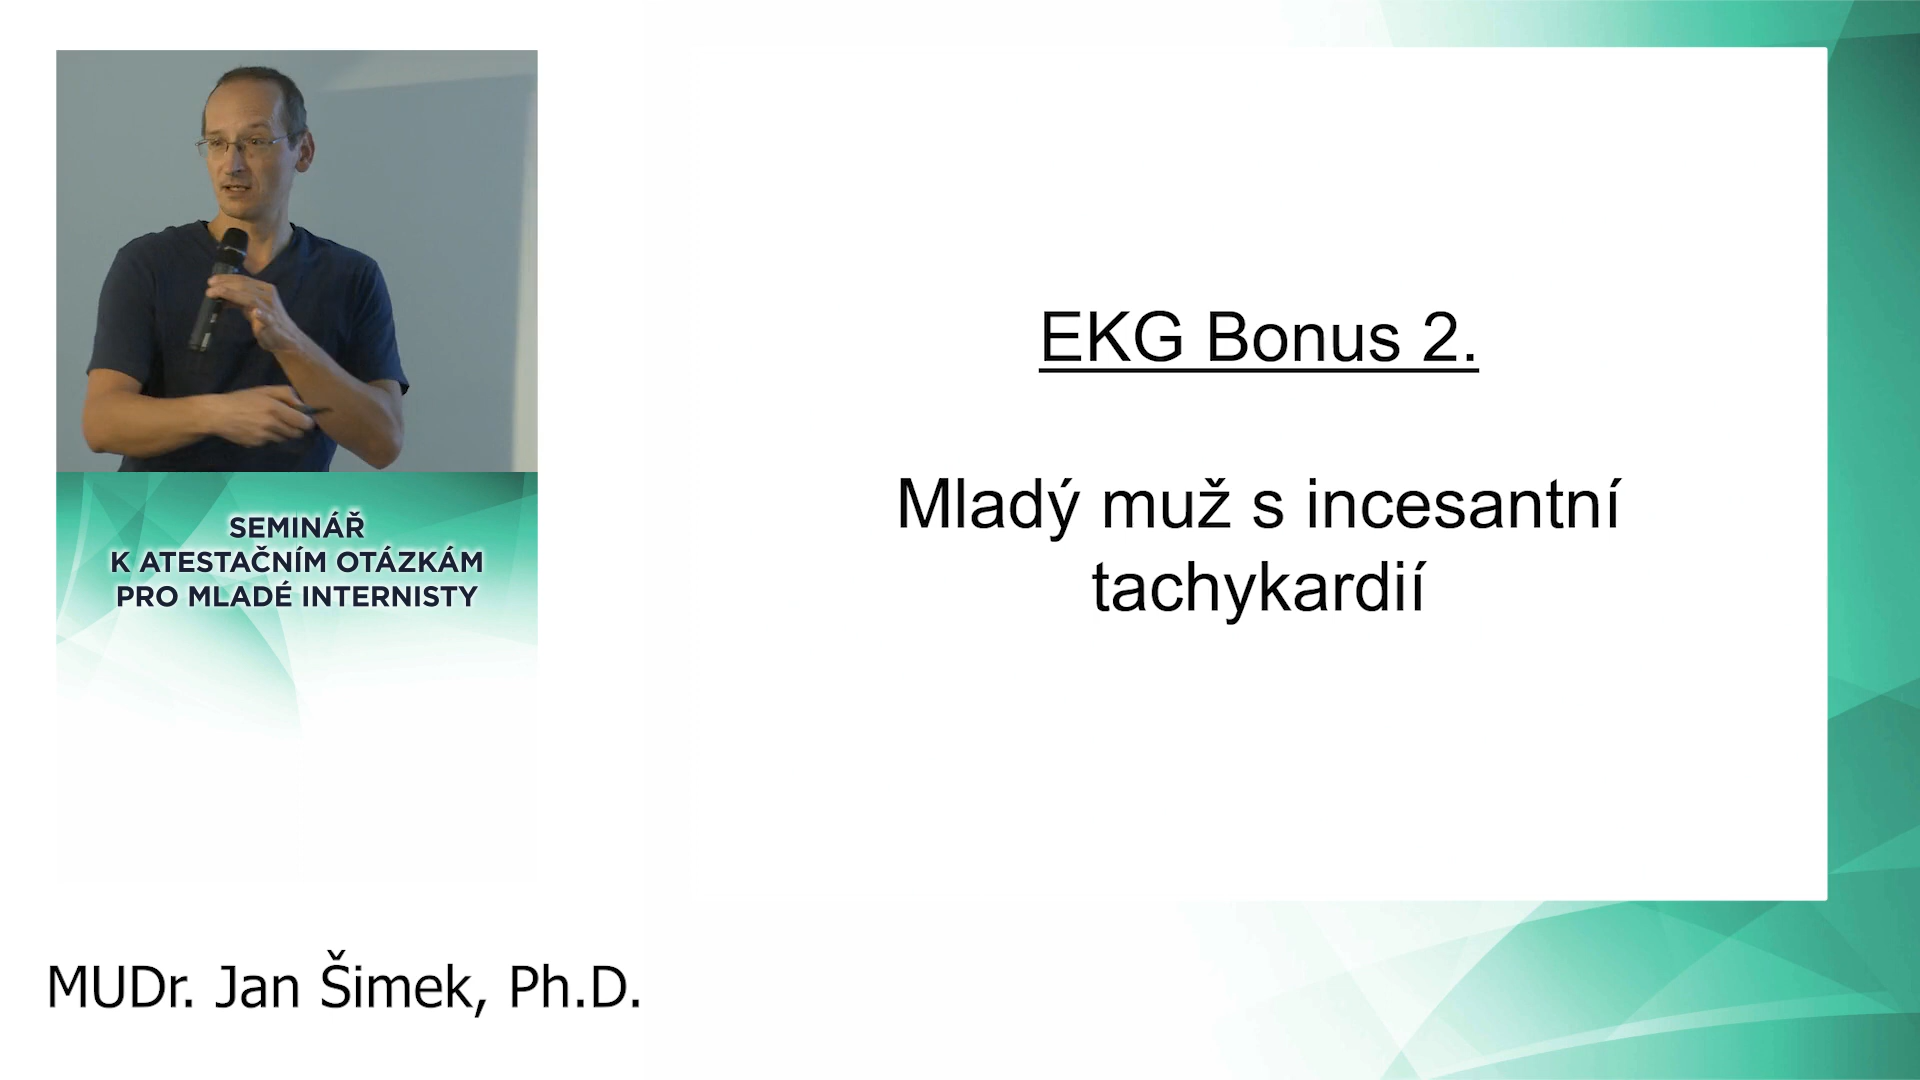 SEMINÁŘ
K ATESTAČNÍM OTÁZKÁM
PRO MLADÉ INTERNISTY
MUDr. Jan Šimek, Ph.D.
EKG Bonus 2.
Mladý muž s incesantní
tachykardií